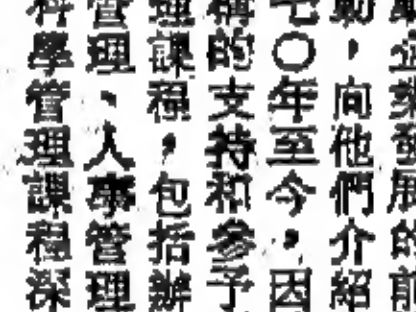 企業發展的前
動，向他們介紹
七〇年至今，因
構的支持和參予
課程，包括辦
管理、人事管理
科學管理課程深